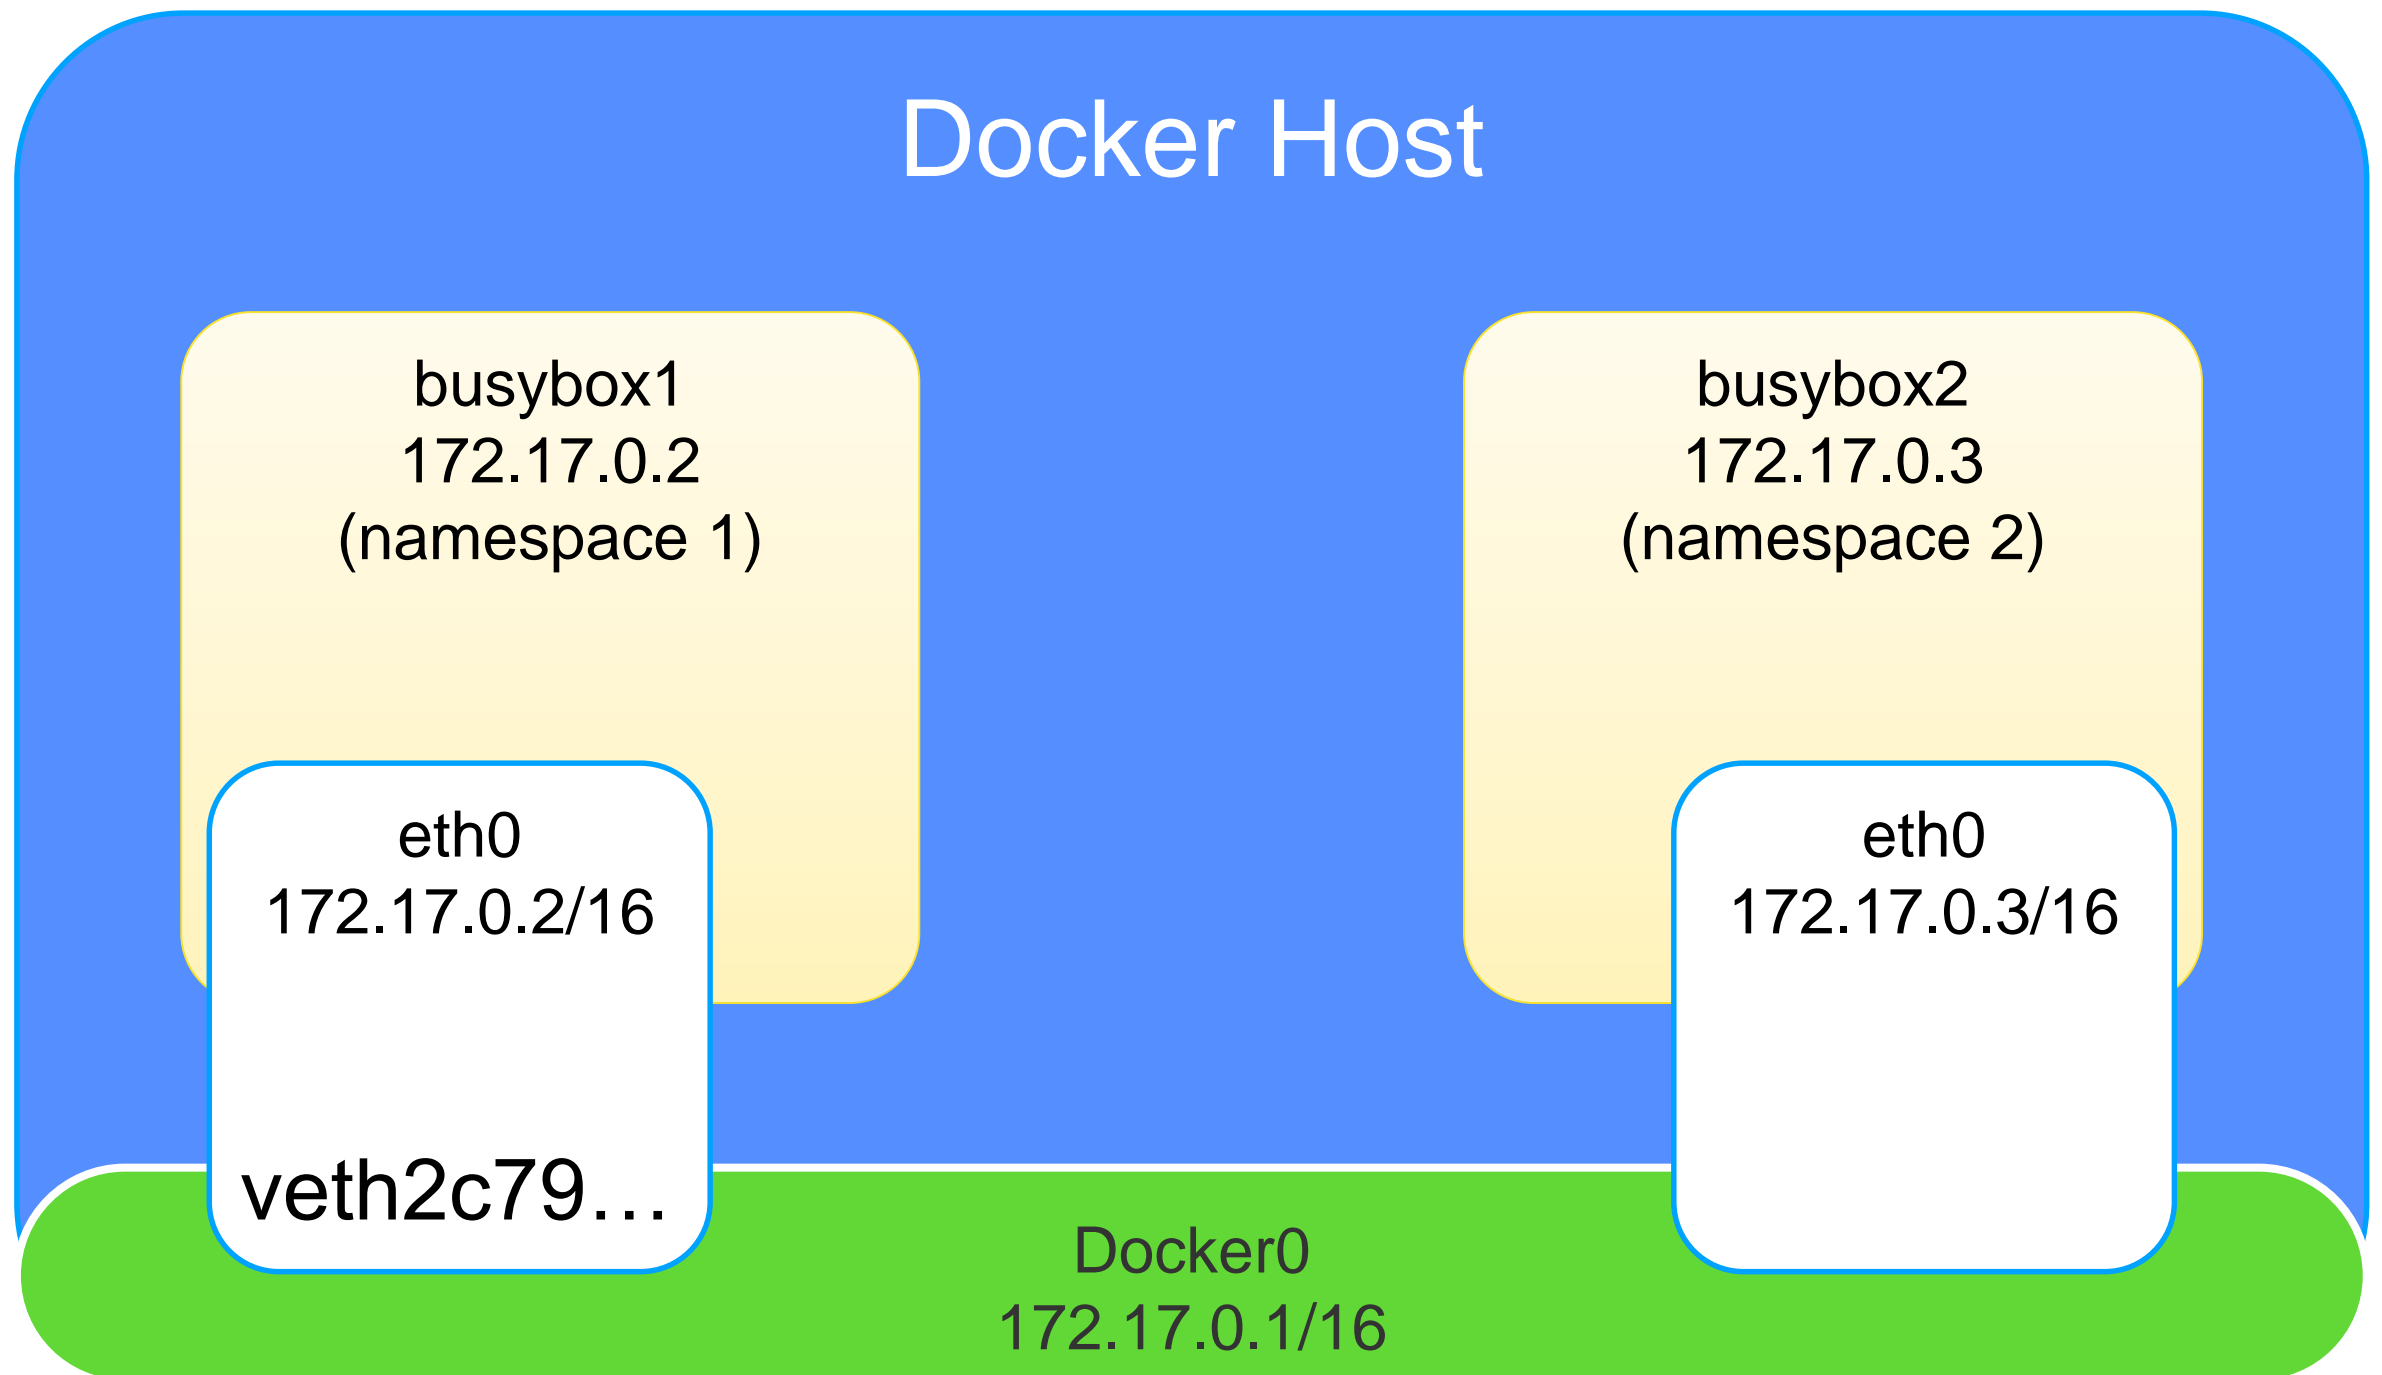 Docker Host
busybox1
172.17.0.2
(namespace 1)
busybox2
172.17.0.3
(namespace 2)
eth0
172.17.0.2/16
veth2c79…
eth0
172.17.0.3/16
Docker0
172.17.0.1/16